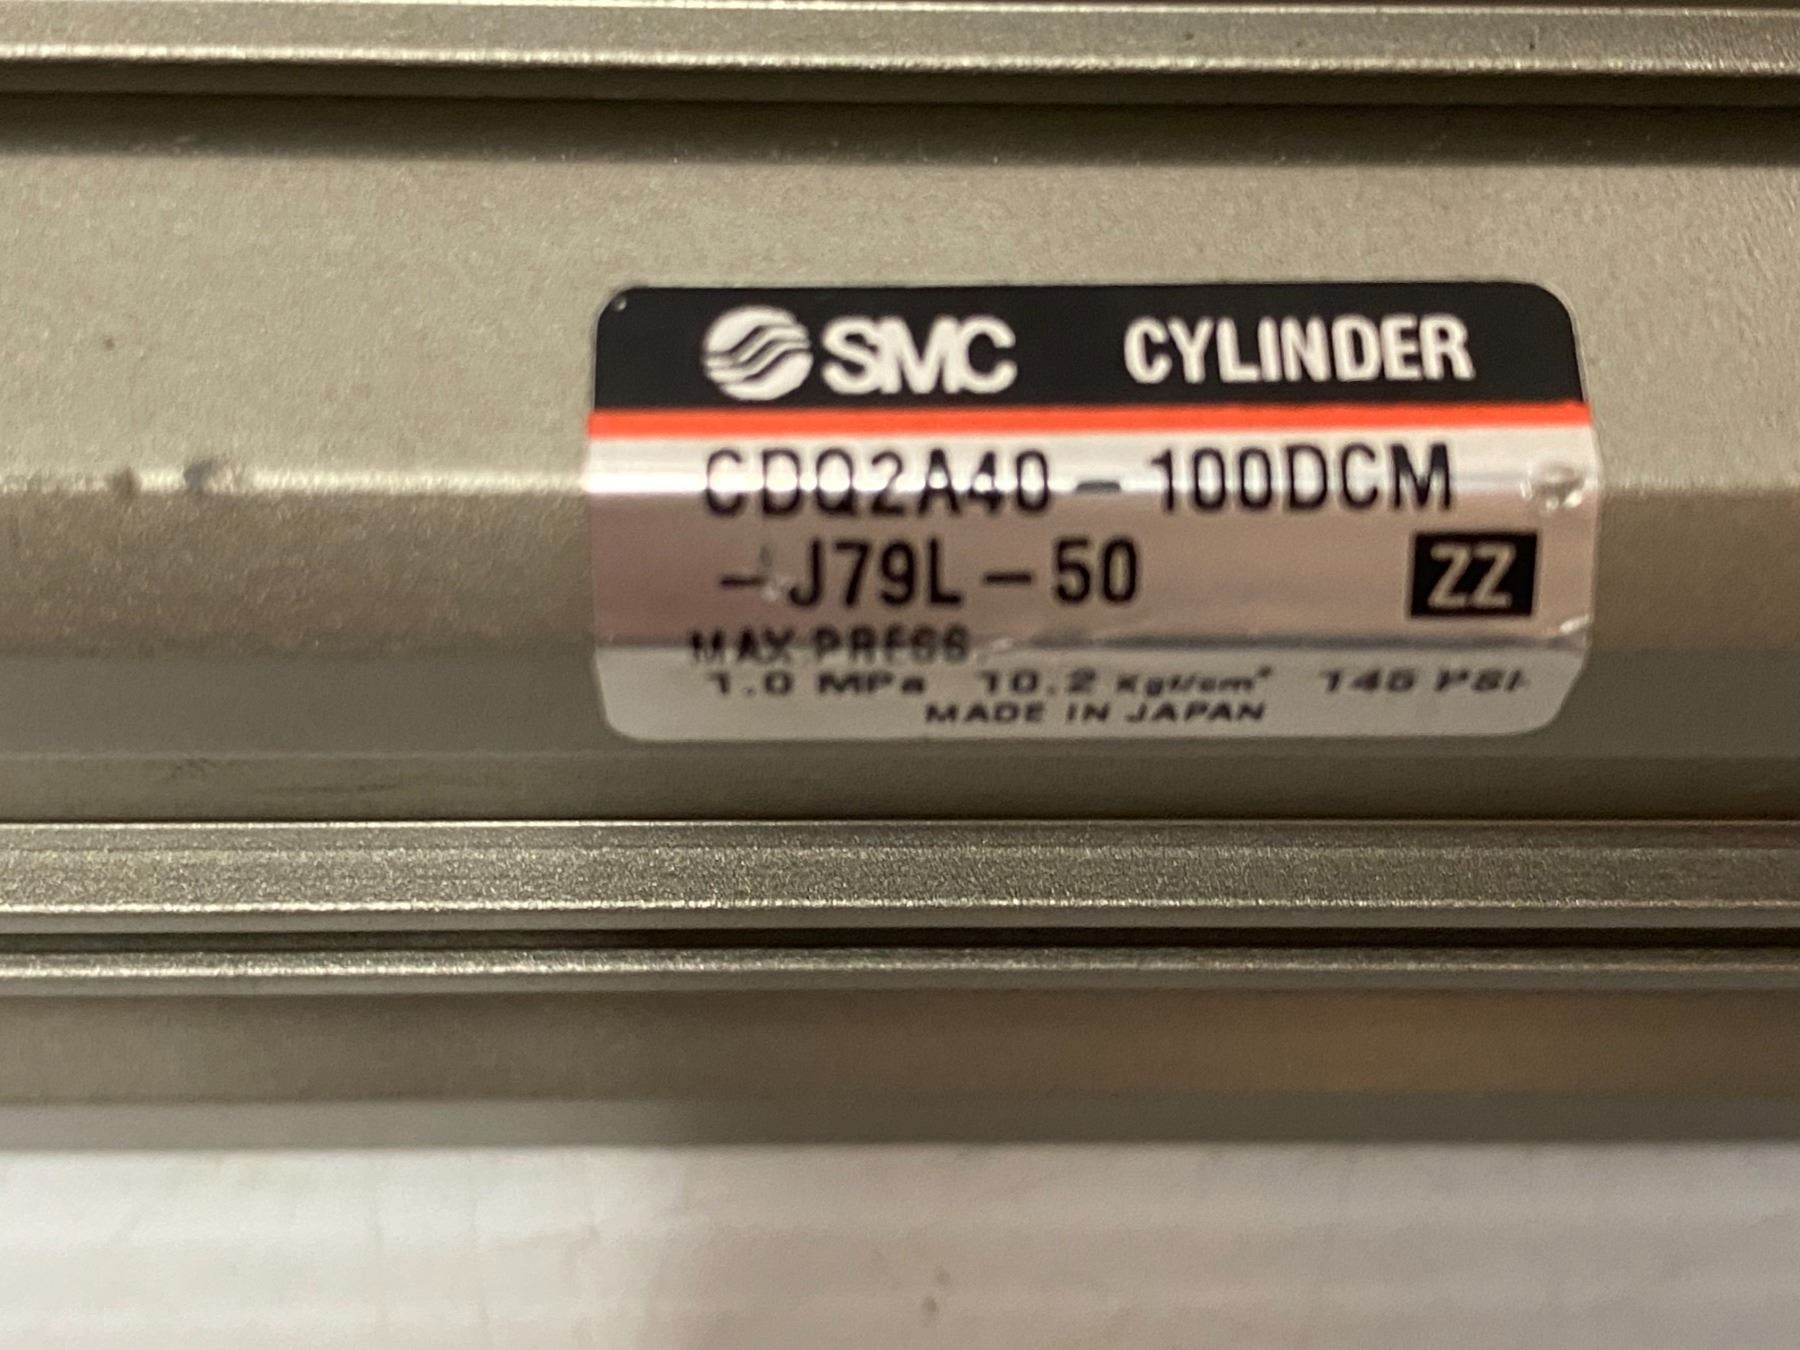 SMC CYLINDER
CDQ2A40-100DCM
-J79L-50 ZZ
MAX PRESS.
1.0 MPa 10.2 Kgf/cm² 145 PSI
MADE IN JAPAN